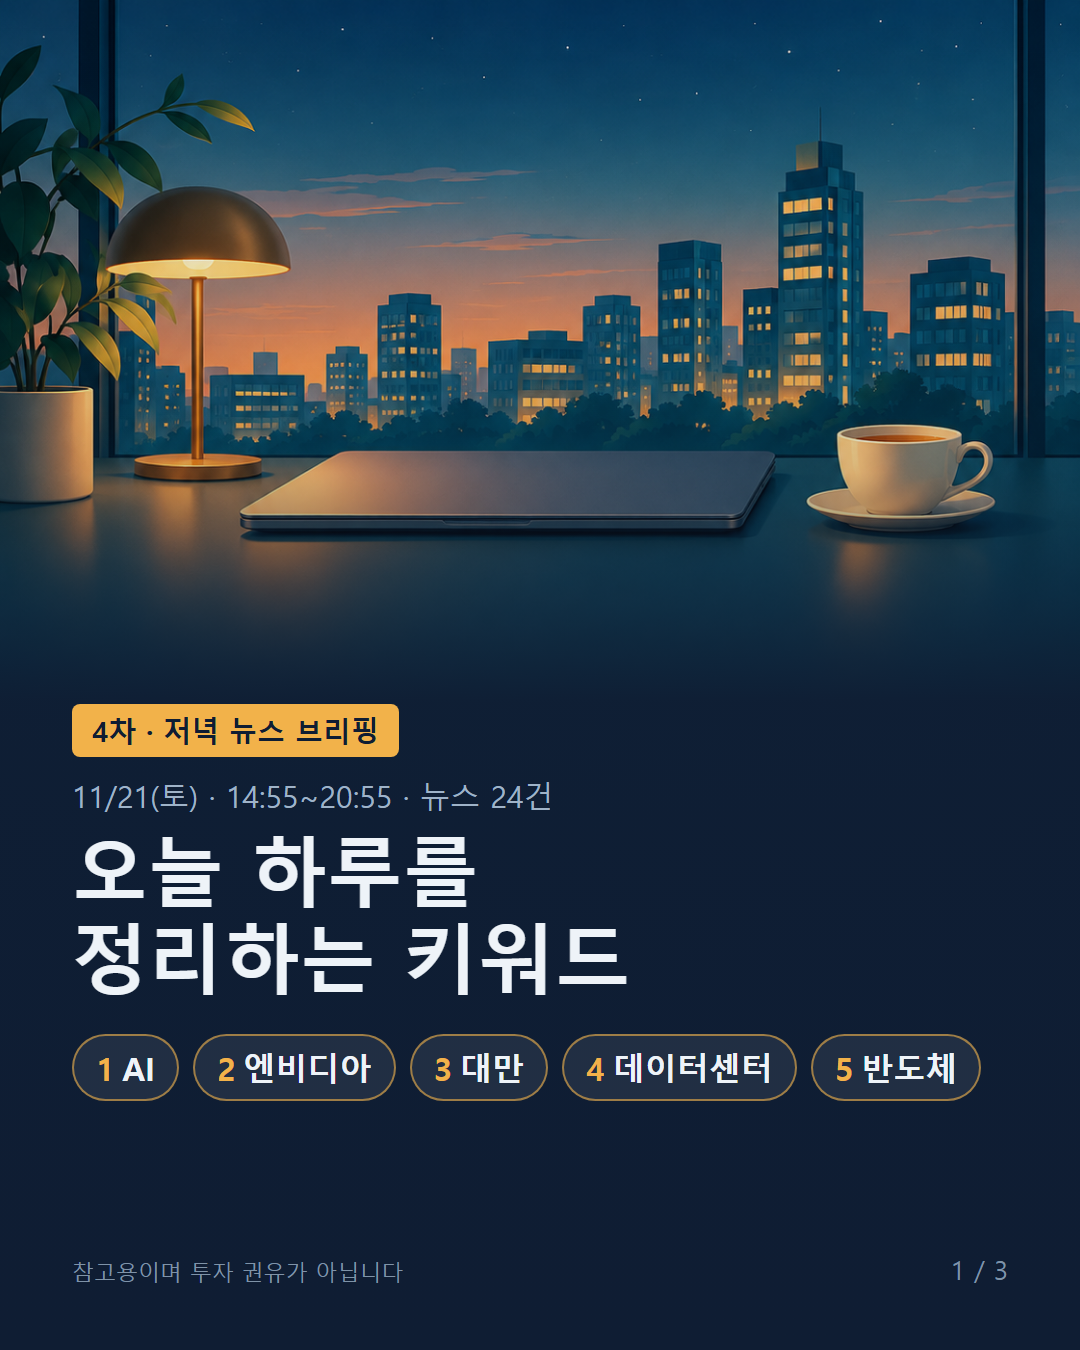 4차 · 저녁 뉴스 브리핑
11/21(토) · 14:55~20:55 · 뉴스 24건
오늘 하루를
정리하는 키워드
1 AI 2 엔비디아 3 대만 4 데이터센터 5 반도체
참고용이며 투자 권유가 아닙니다
1 / 3